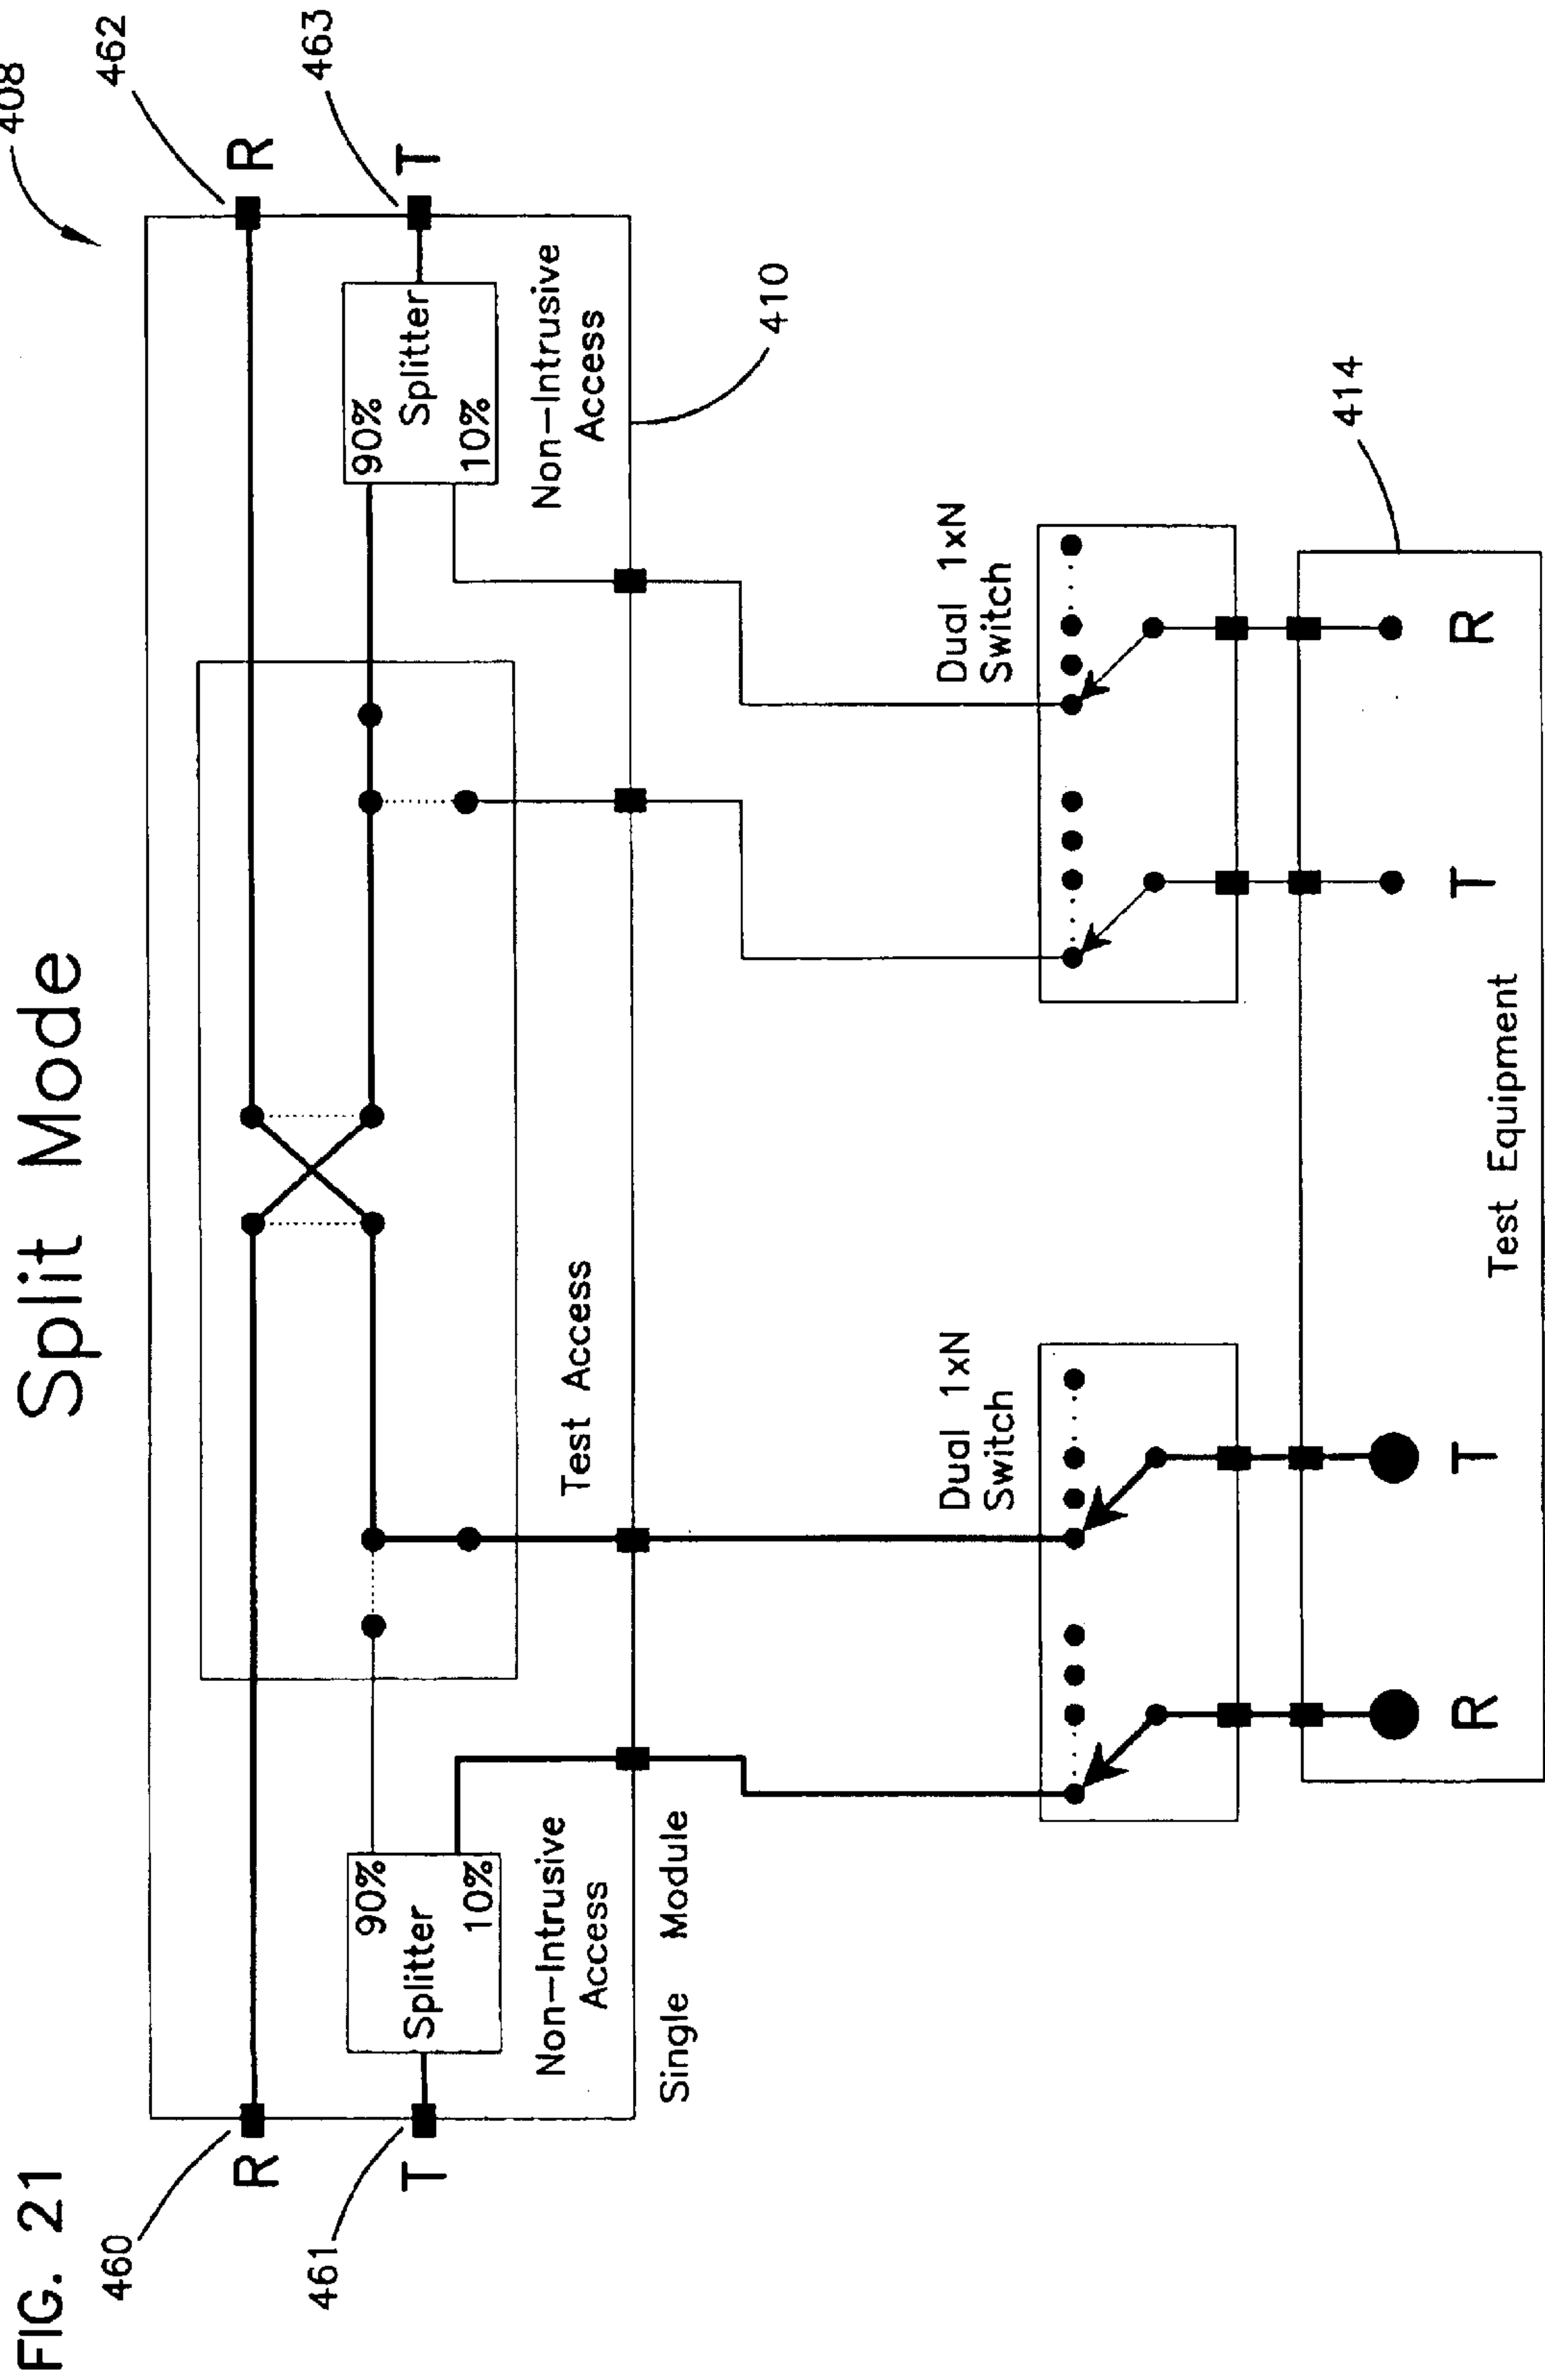 FIG. 21
Split Mode
408
460
R
461
T
462
R
463
T
Splitter
90%
10%
Non-Intrusive
Access
Single Module
Test Access
90%
Splitter
10%
Non-Intrusive
Access
410
Dual 1xN
Switch
Dual 1xN
Switch
414
R
T
T
R
Test Equipment